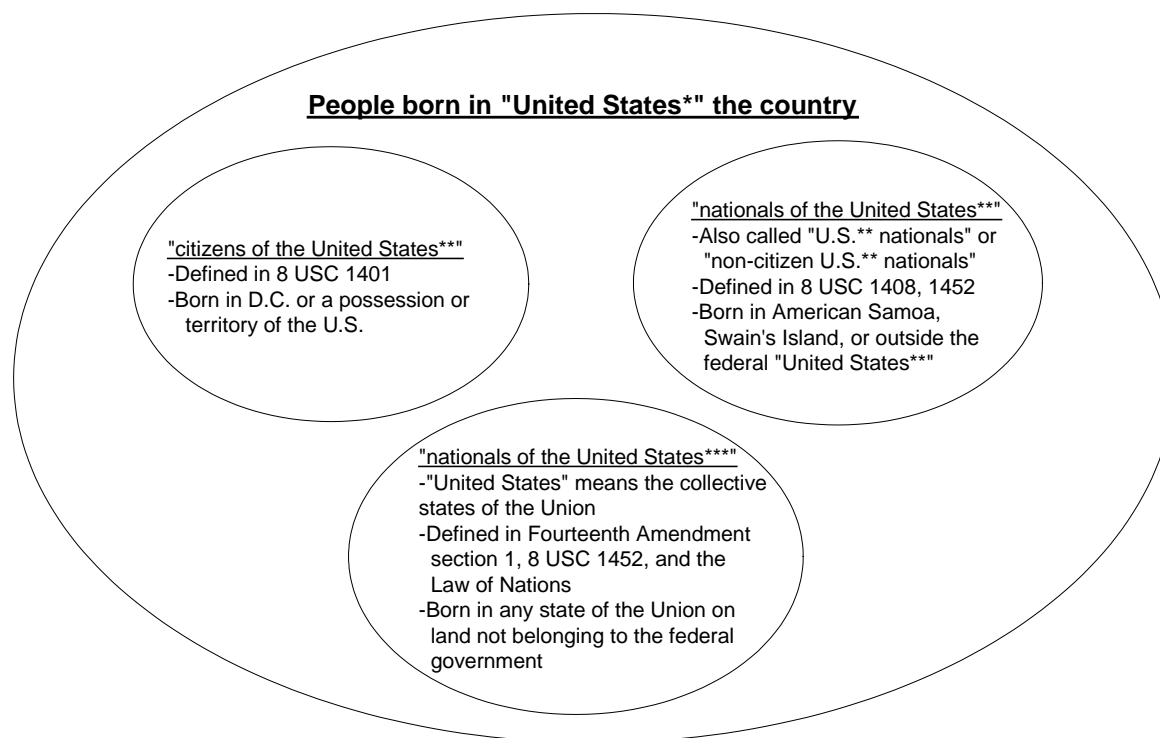 People born in "United States*" the country
"citizens of the United States**"
-Defined in 8 USC 1401
-Born in D.C. or a possession or
territory of the U.S.
"nationals of the United States**"
-Also called "U.S.** nationals" or
"non-citizen U.S.** nationals"
-Defined in 8 USC 1408, 1452
-Born in American Samoa,
Swain's Island, or outside the
federal "United States**"
"nationals of the United States***"
-"United States" means the collective
states of the Union
-Defined in Fourteenth Amendment
section 1, 8 USC 1452, and the
Law of Nations
-Born in any state of the Union on
land not belonging to the federal
government